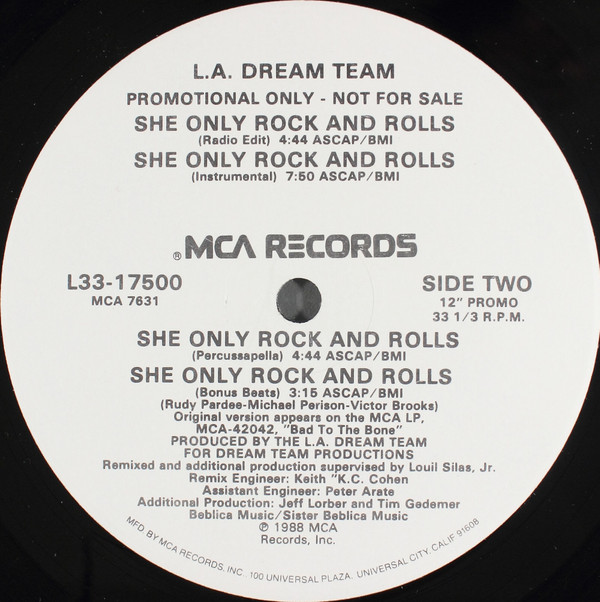 L.A. DREAM TEAM
PROMOTIONAL ONLY - NOT FOR SALE
SHE ONLY ROCK AND ROLLS
(Radio Edit) 4:44 ASCAP/BMI
SHE ONLY ROCK AND ROLLS
(Instrumental) 7:50 ASCAP/BMI
® MCA RECORDS
L33-17500
MCA 7631
SIDE TWO
12" PROMO
33 1/3 R.P.M.
SHE ONLY ROCK AND ROLLS
(Percussapella) 4:44 ASCAP/BMI
SHE ONLY ROCK AND ROLLS
(Bonus Beats) 3:15 ASCAP/BMI
(Rudy Pardee-Michael Perison-Victor Brooks)
Original version appears on the MCA LP,
MCA-42042, "Bad To The Bone"
PRODUCED BY THE L.A. DREAM TEAM
FOR DREAM TEAM PRODUCTIONS
Remixed and additional production supervised by Louil Silas, Jr.
Remix Engineer: Keith "K.C. Cohen
Assistant Engineer: Peter Arate
Additional Production: Jeff Lorber and Tim Gedemer
Beblica Music/Sister Beblica Music
℗ 1988 MCA
Records, Inc.
MFD. BY MCA RECORDS, INC. 100 UNIVERSAL PLAZA, UNIVERSAL CITY, CALIF 91608